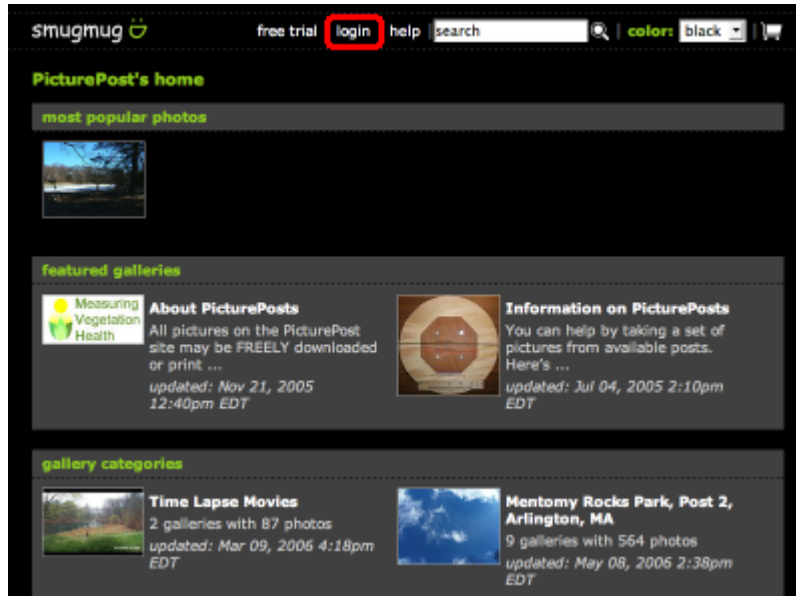 smugmug
free trial login help search color: black
PicturePost's home
most popular photos
featured galleries
Measuring
Vegetation
Health
About PicturePosts
All pictures on the PicturePost
site may be FREELY downloaded
or print ...
updated: Nov 21, 2005
12:40pm EDT
Information on PicturePosts
You can help by taking a set of
pictures from available posts.
Here's ...
updated: Jul 04, 2005 2:10pm
EDT
gallery categories
Time Lapse Movies
2 galleries with 87 photos
updated: Mar 09, 2006 4:18pm
EDT
Mentomy Rocks Park, Post 2,
Arlington, MA
9 galleries with 564 photos
updated: May 08, 2006 2:38pm
EDT